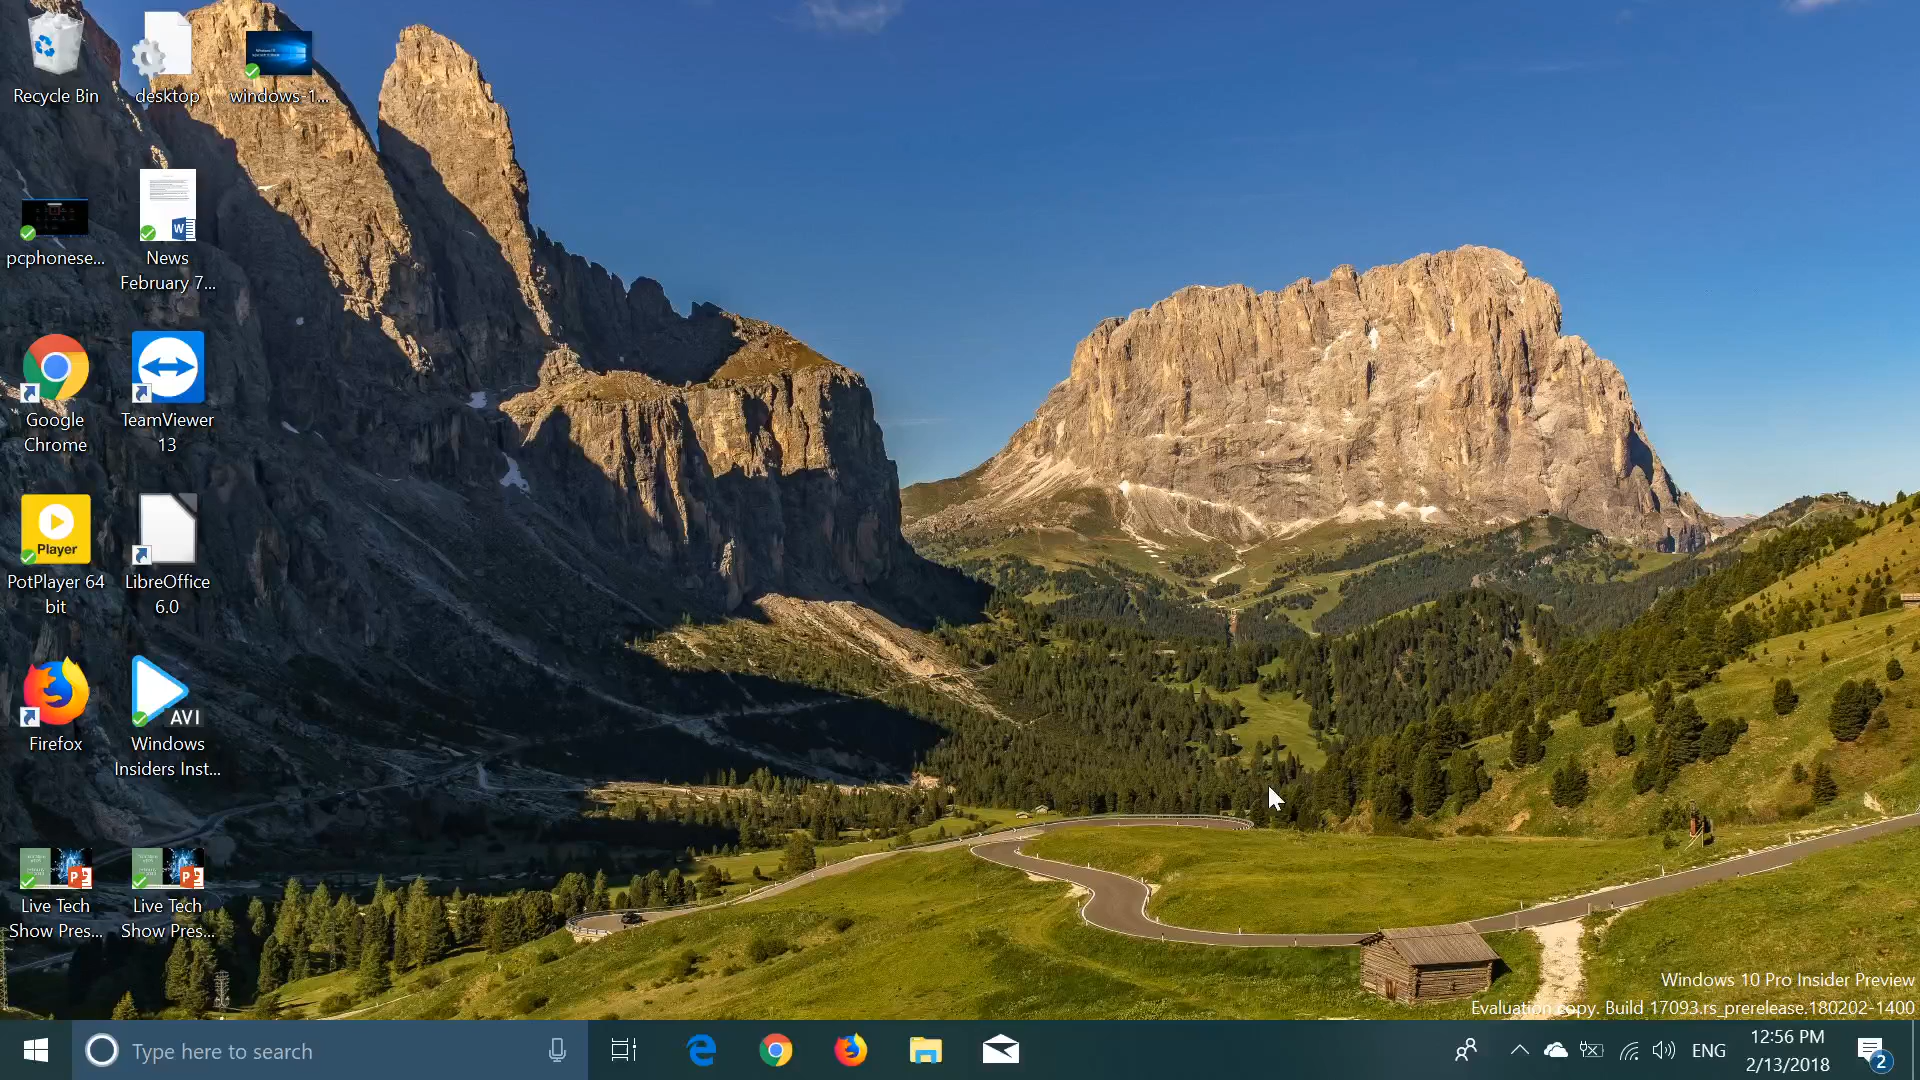 Recycle Bin
desktop
windows-1...
pcphonese...
News
February 7...
Google
Chrome
TeamViewer
13
Player
PotPlayer 64
bit
LibreOffice
6.0
Firefox
AVI
Windows
Insiders Inst...
Live Tech
Show Pres...
Live Tech
Show Pres...
Windows 10 Pro Insider Preview
Evaluation copy. Build 17093.rs_prerelease.180202-1400
Type here to search
ENG
12:56 PM
2/13/2018
2